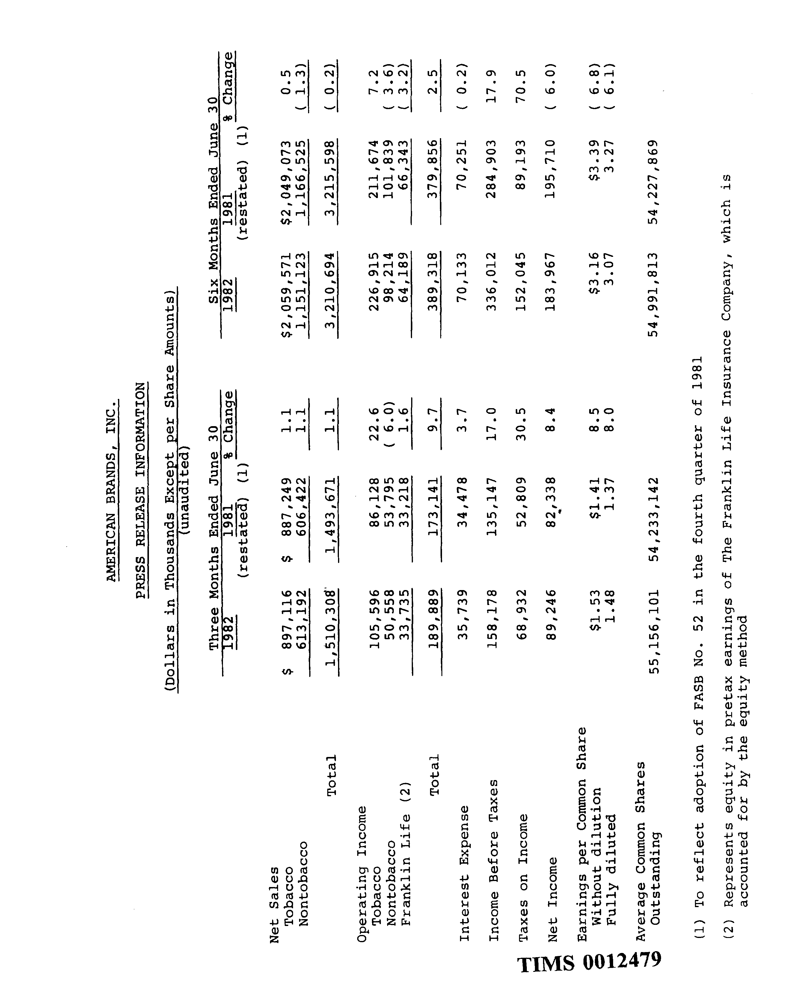 AMERICAN BRANDS, INC.
PRESS RELEASE INFORMATION
(Dollars in Thousands Except per Share Amounts)
(unaudited)
Three Months Ended June 30 Six Months Ended June 30
1982 1981 % Change 1982 1981 % Change
(restated) (1) (restated) (1)
Net Sales
Tobacco $ 897,116 $ 887,249 1.1 $2,059,571 $2,049,073 0.5
Nontobacco 613,192 606,422 1.1 1,151,123 1,166,525 ( 1.3)
Total 1,510,308 1,493,671 1.1 3,210,694 3,215,598 ( 0.2)
Operating Income
Tobacco 105,596 86,128 22.6 226,915 211,674 7.2
Nontobacco 50,558 53,795 ( 6.0) 98,214 101,839 ( 3.6)
Franklin Life (2) 33,735 33,218 1.6 64,189 66,343 ( 3.2)
Total 189,889 173,141 9.7 389,318 379,856 2.5
Interest Expense 35,739 34,478 3.7 70,133 70,251 ( 0.2)
Income Before Taxes 158,178 135,147 17.0 336,012 284,903 17.9
Taxes on Income 68,932 52,809 30.5 152,045 89,193 70.5
Net Income 89,246 82,338 8.4 183,967 195,710 ( 6.0)
Earnings per Common Share
Without dilution $1.53 $1.41 8.5 $3.16 $3.39 ( 6.8)
Fully diluted 1.48 1.37 8.0 3.07 3.27 ( 6.1)
Average Common Shares
Outstanding 55,156,101 54,233,142 54,991,813 54,227,869
(1) To reflect adoption of FASB No. 52 in the fourth quarter of 1981
(2) Represents equity in pretax earnings of The Franklin Life Insurance Company, which is
accounted for by the equity method
TIMS 0012479